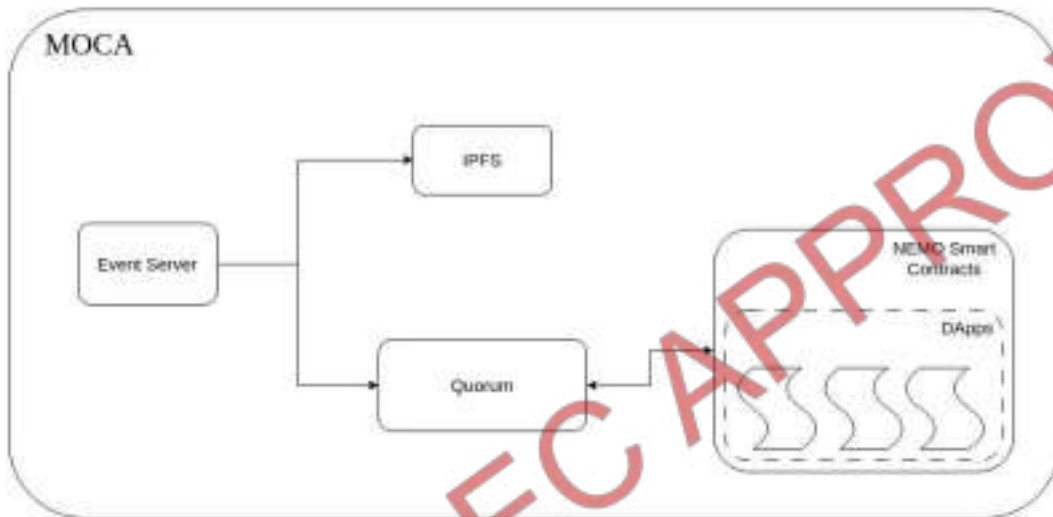 MOCA
IPFS
Event Server
NEMO Smart
Contracts
DApps
Quorum
EC APPRO